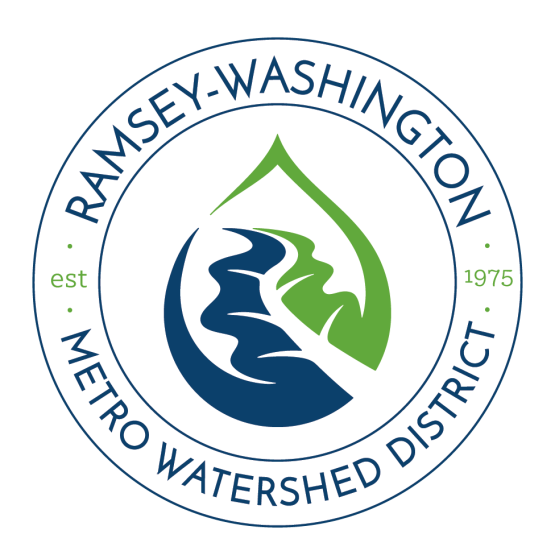 RAMSEY-WASHINGTON
est
1975
METRO WATERSHED DISTRICT